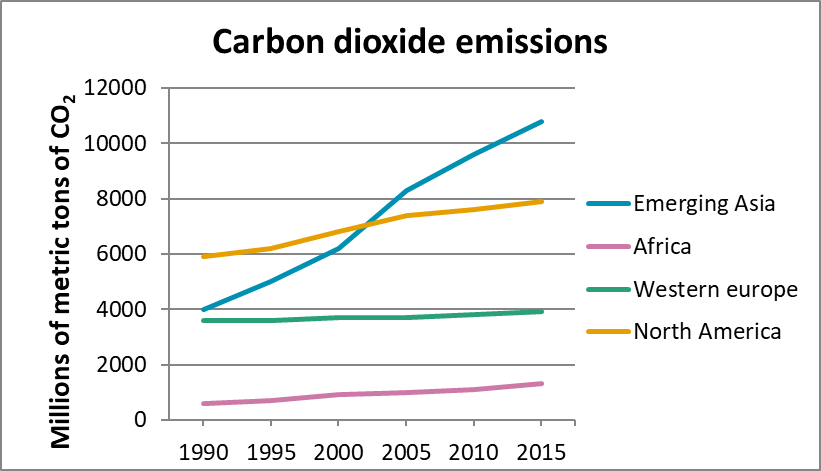 Carbon dioxide emissions
Millions of metric tons of CO₂
12000
10000
8000
6000
4000
2000
0
1990 1995 2000 2005 2010 2015
Emerging Asia
Africa
Western europe
North America